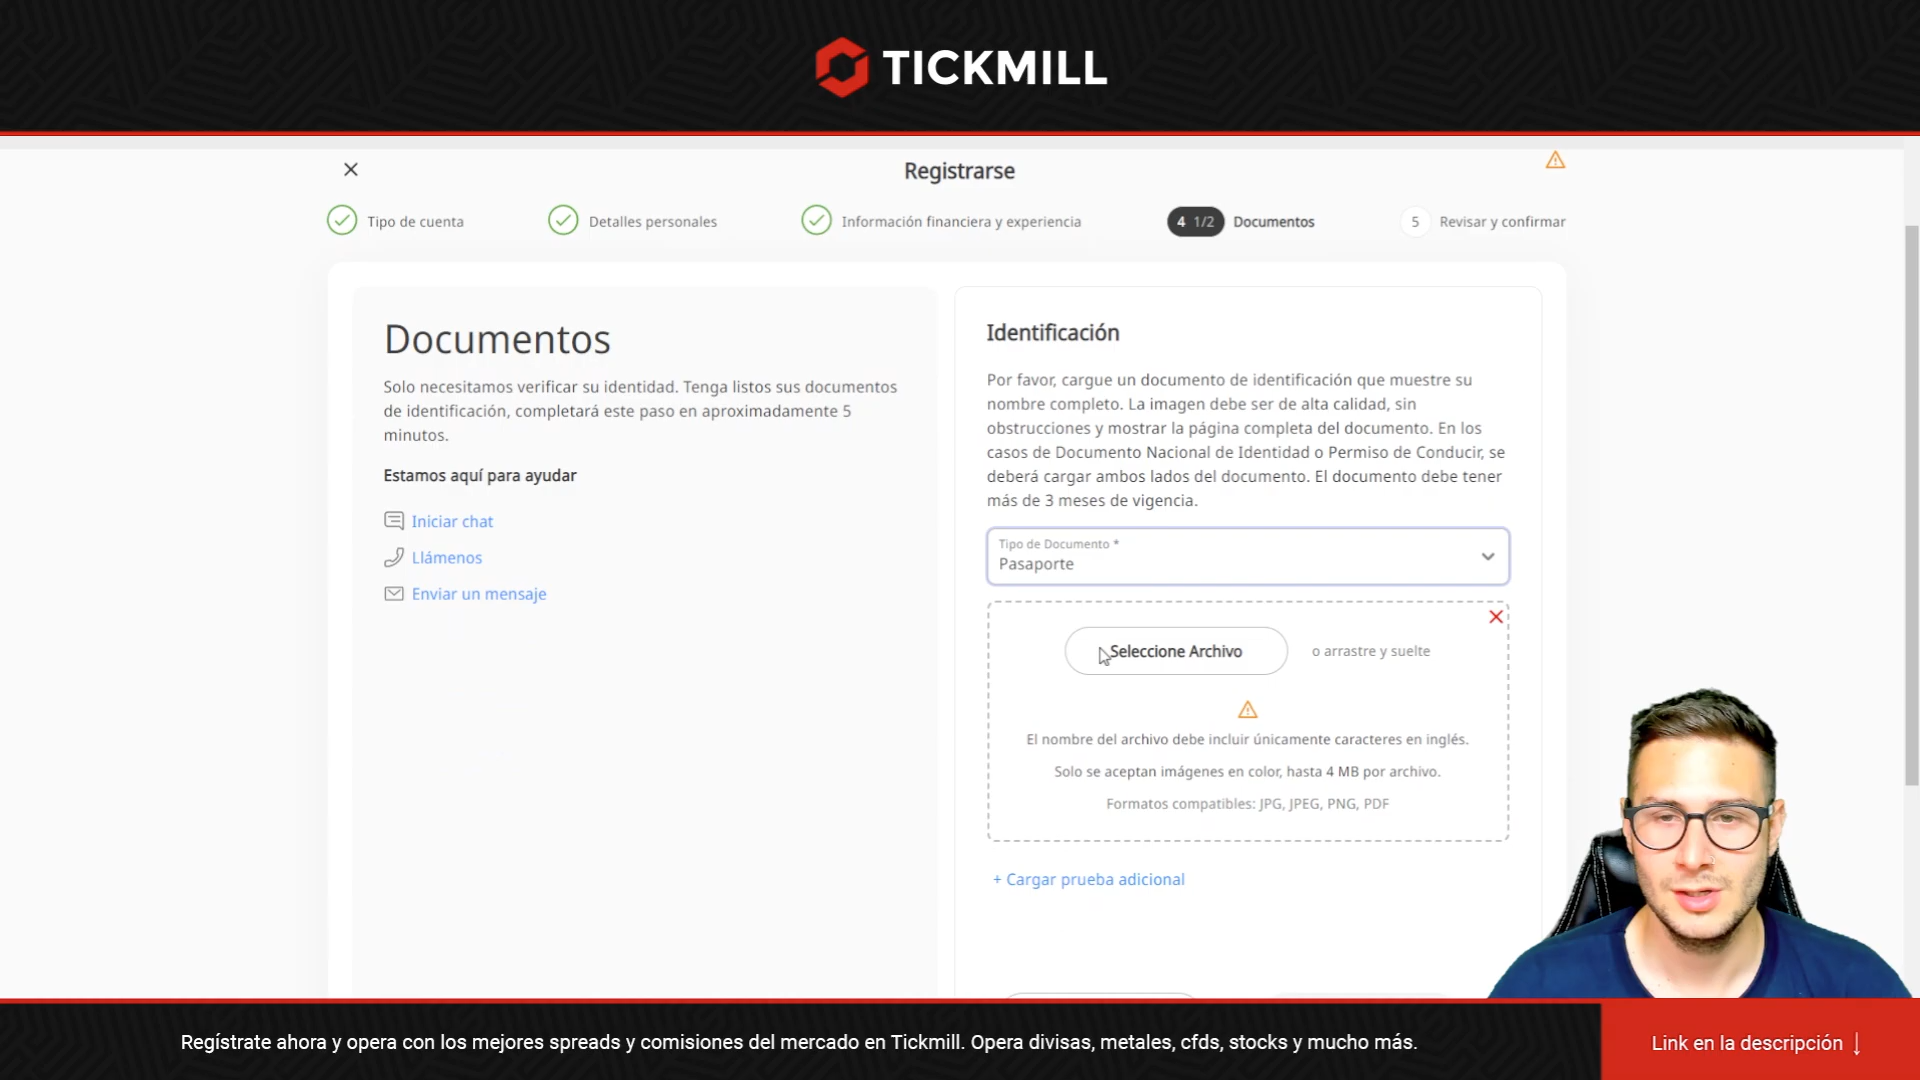 TICKMILL
Registrarse
Tipo de cuenta
Detalles personales
Información financiera y experiencia
4 1/2 Documentos
5 Revisar y confirmar
Documentos
Solo necesitamos verificar su identidad. Tenga listos sus documentos
de identificación, completará este paso en aproximadamente 5
minutos.
Estamos aquí para ayudar
Iniciar chat
Llámenos
Enviar un mensaje
Identificación
Por favor, cargue un documento de identificación que muestre su
nombre completo. La imagen debe ser de alta calidad, sin
obstrucciones y mostrar la página completa del documento. En los
casos de Documento Nacional de Identidad o Permiso de Conducir, se
deberá cargar ambos lados del documento. El documento debe tener
más de 3 meses de vigencia.
Tipo de Documento *
Pasaporte
Seleccione Archivo
o arrastre y suelte
El nombre del archivo debe incluir únicamente caracteres en inglés.
Solo se aceptan imágenes en color, hasta 4 MB por archivo.
Formatos compatibles: JPG, JPEG, PNG, PDF
+ Cargar prueba adicional
Regístrate ahora y opera con los mejores spreads y comisiones del mercado en Tickmill. Opera divisas, metales, cfds, stocks y mucho más.
Link en la descripción ↓